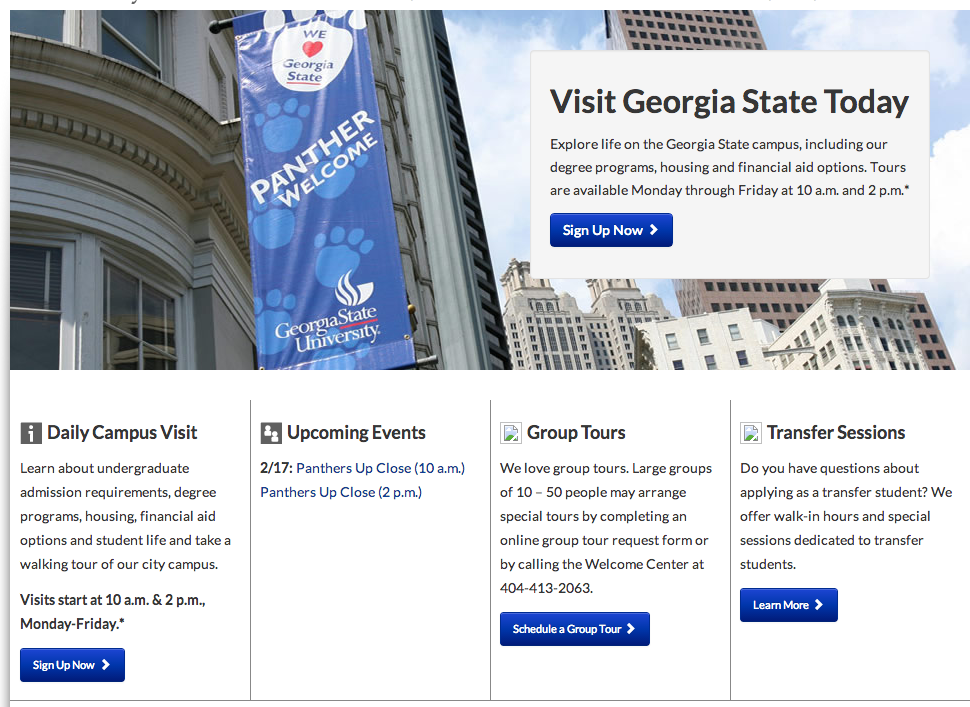 WE
Georgia
State
PANTHER
WELCOME
GeorgiaState
University
Visit Georgia State Today
Explore life on the Georgia State campus, including our
degree programs, housing and financial aid options. Tours
are available Monday through Friday at 10 a.m. and 2 p.m.*
Sign Up Now
Daily Campus Visit
Learn about undergraduate
admission requirements, degree
programs, housing, financial aid
options and student life and take a
walking tour of our city campus.
Visits start at 10 a.m. & 2 p.m.,
Monday-Friday.*
Sign Up Now
Upcoming Events
2/17: Panthers Up Close (10 a.m.)
Panthers Up Close (2 p.m.)
Group Tours
We love group tours. Large groups
of 10 – 50 people may arrange
special tours by completing an
online group tour request form or
by calling the Welcome Center at
404-413-2063.
Schedule a Group Tour
Transfer Sessions
Do you have questions about
applying as a transfer student? We
offer walk-in hours and special
sessions dedicated to transfer
students.
Learn More